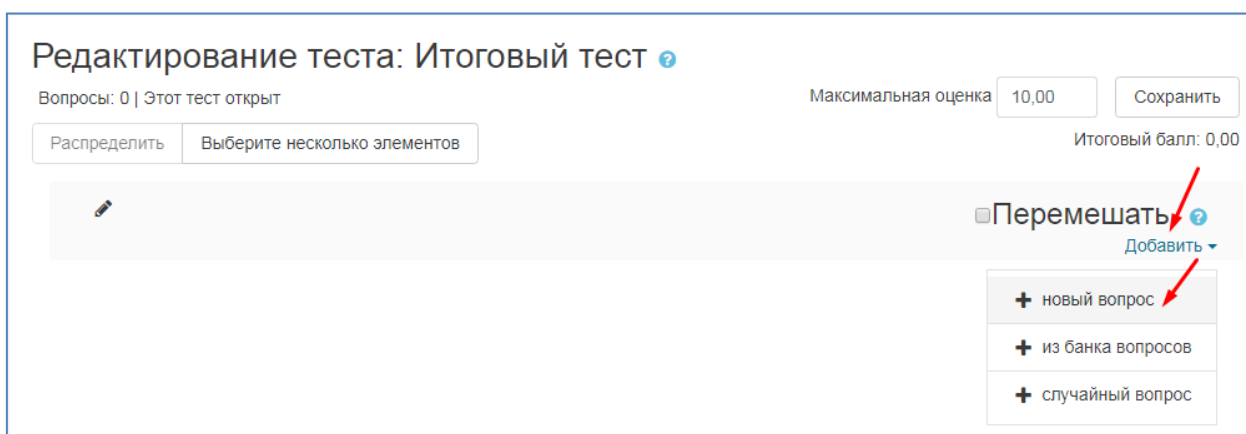 Редактирование теста: Итоговый тест
Вопросы: 0 | Этот тест открыт
Максимальная оценка 10,00 Сохранить
Распределить Выберите несколько элементов
Итоговый балл: 0,00
Перемешать
Добавить
новый вопрос
из банка вопросов
случайный вопрос